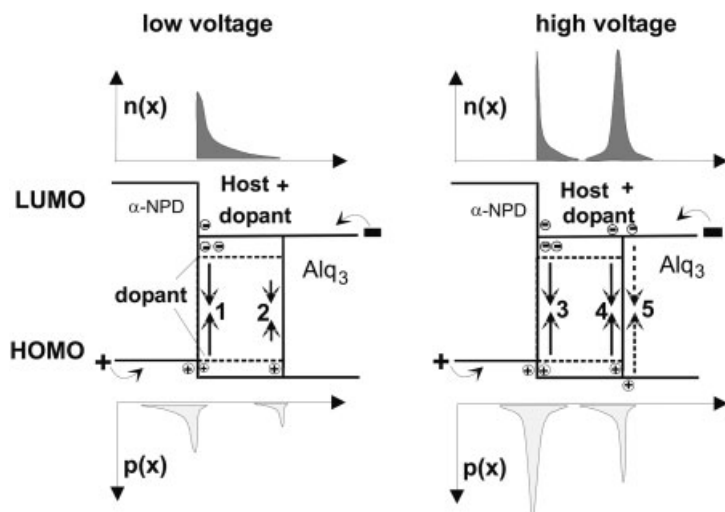 low voltage
high voltage
n(x)
n(x)
LUMO
α-NPD
Host +
dopant
α-NPD
Host +
dopant
Alq3
Alq3
dopant
1
2
3
4
5
HOMO
+
+
p(x)
p(x)